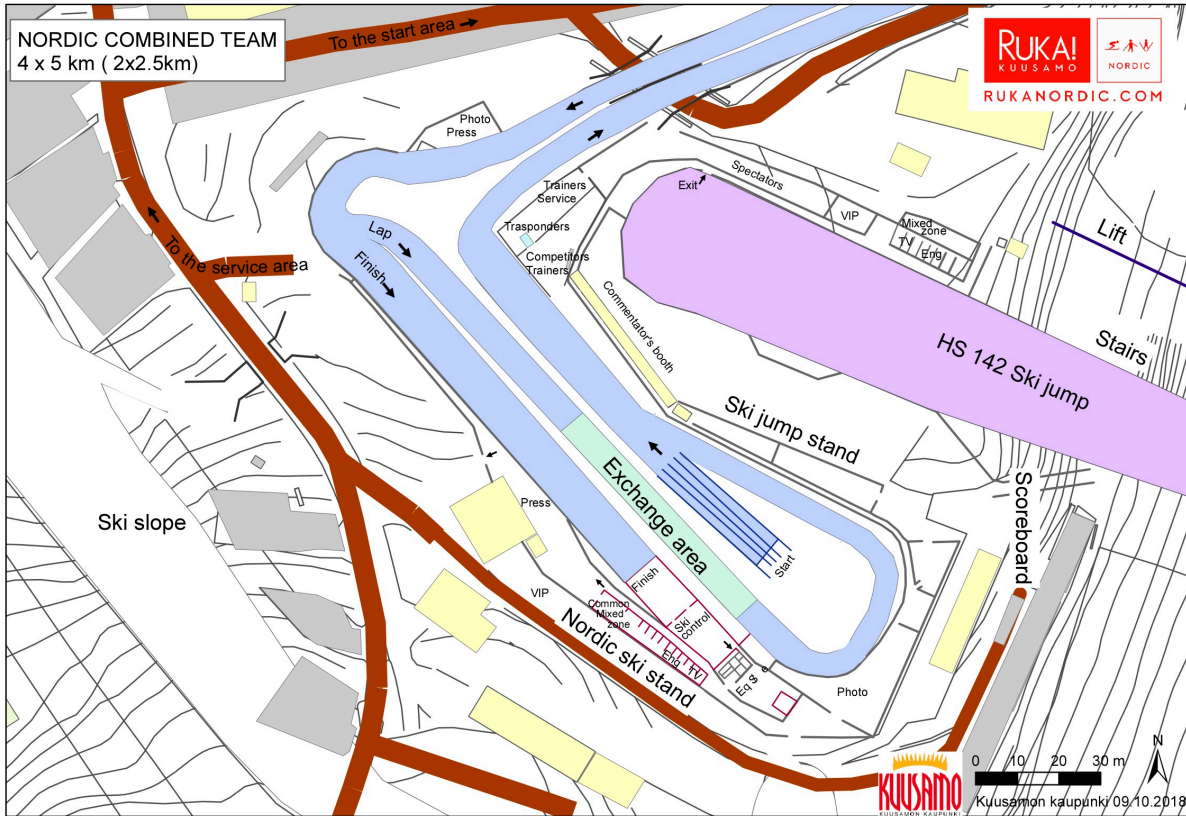 NORDIC COMBINED TEAM
4 x 5 km ( 2x2.5km)
To the start area
RUKA!
KUUSAMO
NORDIC
RUKANORDIC.COM
Photo
Press
Trainers
Service
Trasponders
Competitors
Trainers
Exit
Spectators
VIP
Mixed
zone
TV
Eng
Lift
Stairs
HS 142 Ski jump
Lap
Finish
To the service area
Commentator's booth
Ski jump stand
Scoreboard
Exchange area
Start
Ski slope
Press
VIP
Finish
Common
Mixed
zone
Ski
control
Eng
TV
Nordic ski stand
Photo
KUUSAMO
KUUSAMON KAUPUNKI
0 10 20 30 m
N
Kuusamon kaupunki 09.10.2018